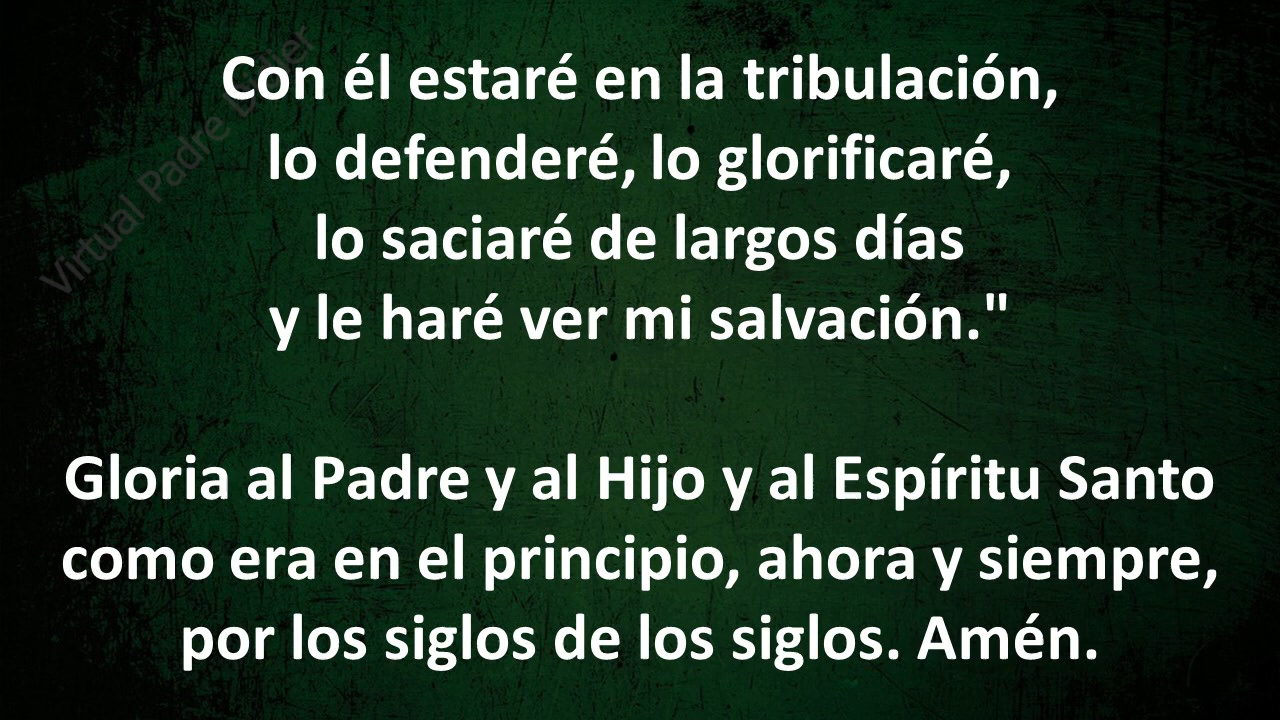 Con él estaré en la tribulación,
lo defenderé, lo glorificaré,
lo saciaré de largos días
y le haré ver mi salvación."
Gloria al Padre y al Hijo y al Espíritu Santo
como era en el principio, ahora y siempre,
por los siglos de los siglos. Amén.
Virtual Padre